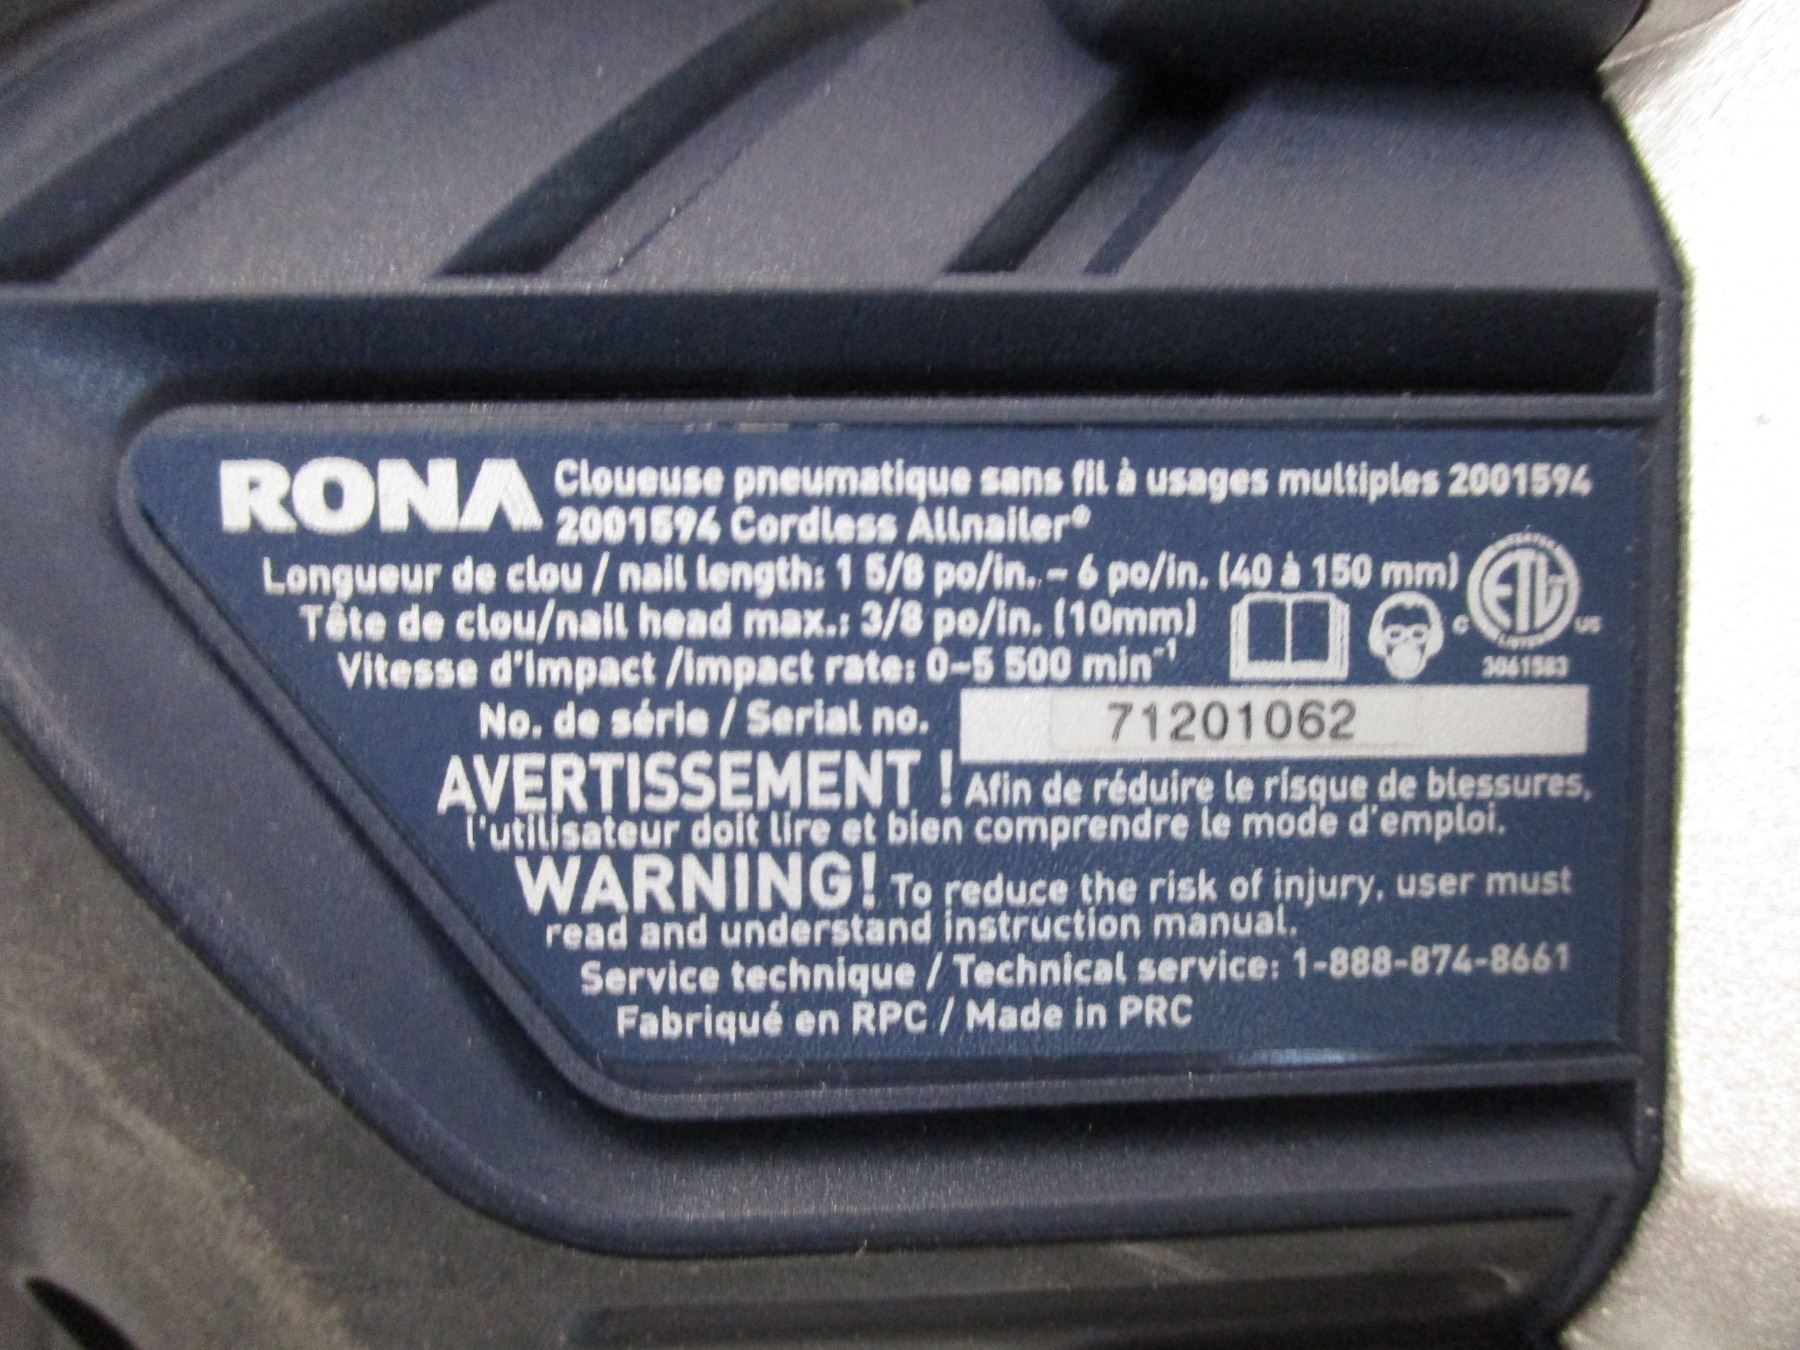 RONA Cloueuse pneumatique sans fil à usages multiples 2001594
2001594 Cordless Allnailer®
Longueur de clou / nail length: 1 5/8 po/in. – 6 po/in. (40 à 150 mm)
Tête de clou/nail head max.: 3/8 po/in. (10mm)
C ETL US
INTERTEK
LISTED
3061583
Vitesse d'impact /impact rate: 0–5 500 min⁻¹
No. de série / Serial no. 71201062
AVERTISSEMENT ! Afin de réduire le risque de blessures,
l'utilisateur doit lire et bien comprendre le mode d'emploi.
WARNING! To reduce the risk of injury, user must
read and understand instruction manual.
Service technique / Technical service: 1-888-874-8661
Fabriqué en RPC / Made in PRC